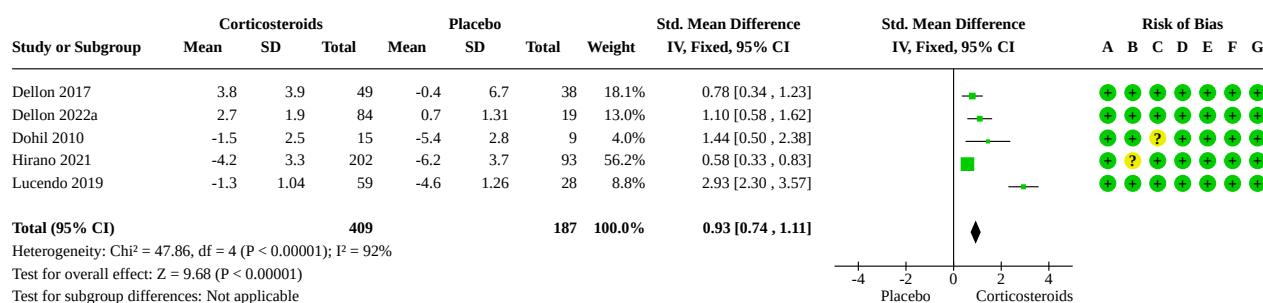 Corticosteroids Placebo Std. Mean Difference Std. Mean Difference Risk of Bias
Study or Subgroup Mean SD Total Mean SD Total Weight IV, Fixed, 95% CI IV, Fixed, 95% CI A B C D E F G
Dellon 2017 3.8 3.9 49 -0.4 6.7 38 18.1% 0.78 [0.34 , 1.23] + + + + + + +
Dellon 2022a 2.7 1.9 84 0.7 1.31 19 13.0% 1.10 [0.58 , 1.62] + + + + + + +
Dohil 2010 -1.5 2.5 15 -5.4 2.8 9 4.0% 1.44 [0.50 , 2.38] + + ? + + + +
Hirano 2021 -4.2 3.3 202 -6.2 3.7 93 56.2% 0.58 [0.33 , 0.83] + ? + + + + +
Lucendo 2019 -1.3 1.04 59 -4.6 1.26 28 8.8% 2.93 [2.30 , 3.57] + + + + + + +
Total (95% CI) 409 187 100.0% 0.93 [0.74 , 1.11]
Heterogeneity: Chi² = 47.86, df = 4 (P < 0.00001); I² = 92%
Test for overall effect: Z = 9.68 (P < 0.00001)
-4 -2 0 2 4
Test for subgroup differences: Not applicable
Placebo Corticosteroids